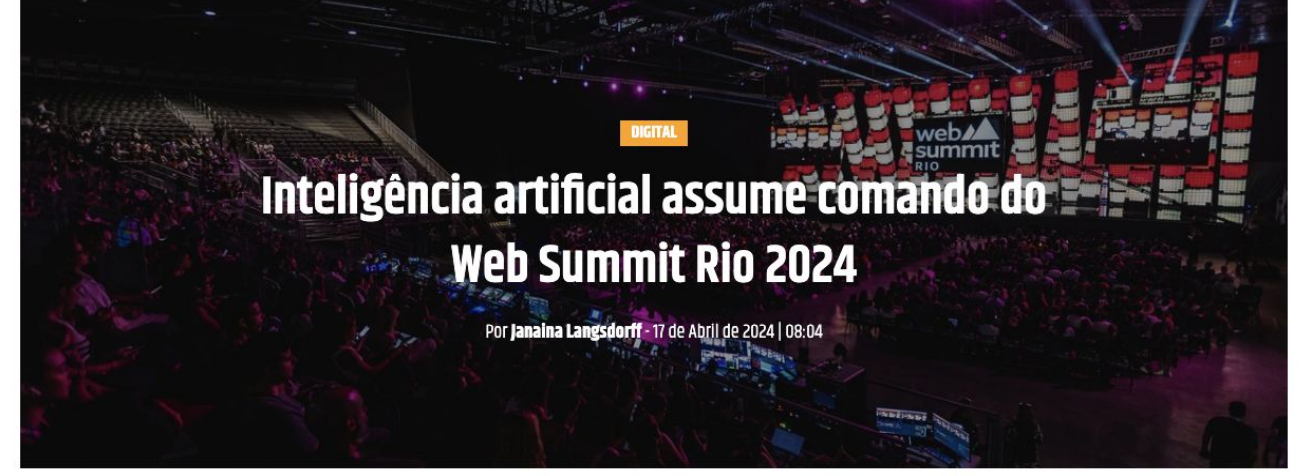 DIGITAL
web
summit
RIO
Inteligência artificial assume comando do
Web Summit Rio 2024
Por Janaina Langsdorff - 17 de Abril de 2024 | 08:04